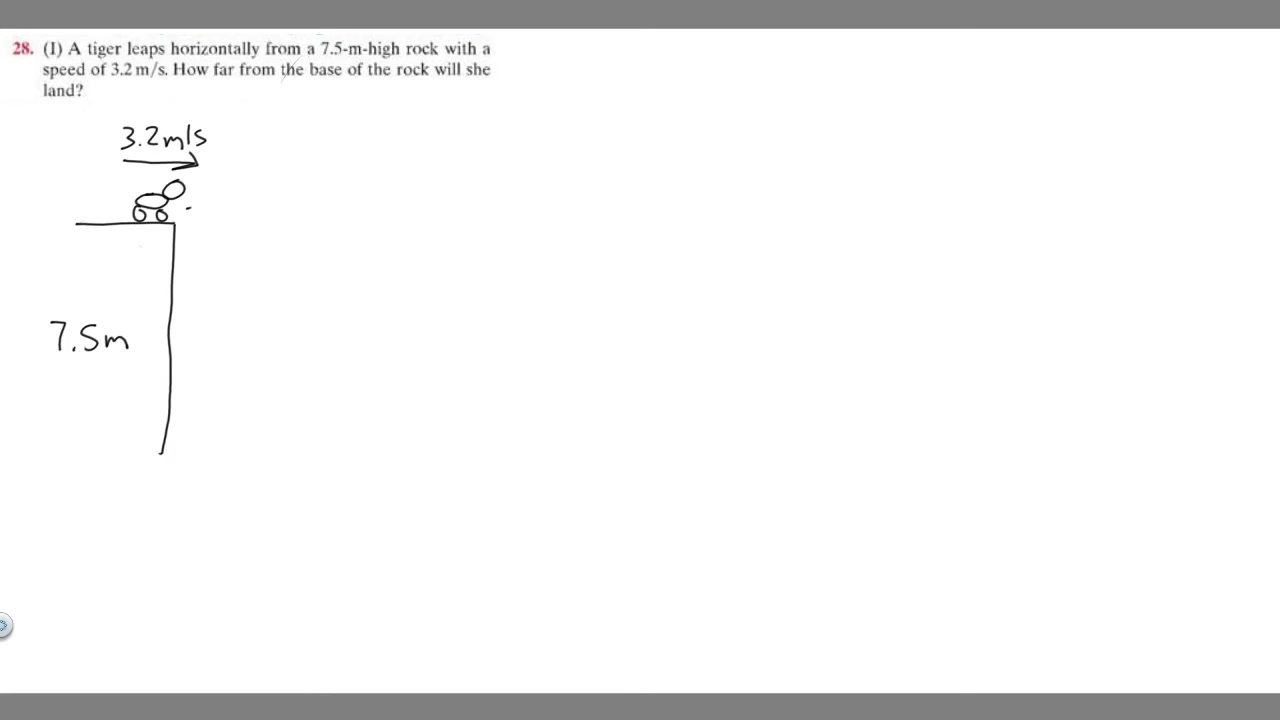 28. (I) A tiger leaps horizontally from a 7.5-m-high rock with a
speed of 3.2 m/s. How far from the base of the rock will she
land?
3.2m/s
7.5m